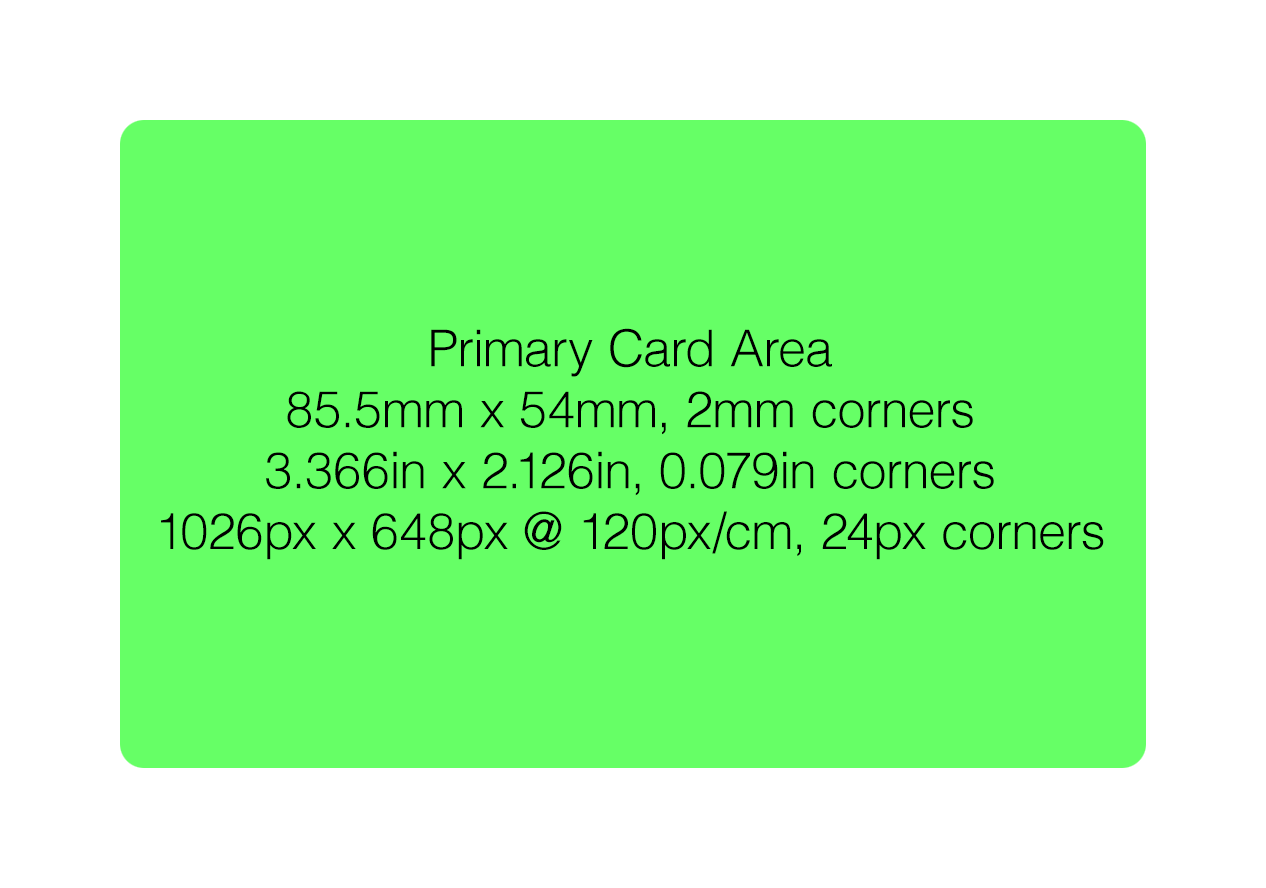 Primary Card Area
85.5mm x 54mm, 2mm corners
3.366in x 2.126in, 0.079in corners
1026px x 648px @ 120px/cm, 24px corners